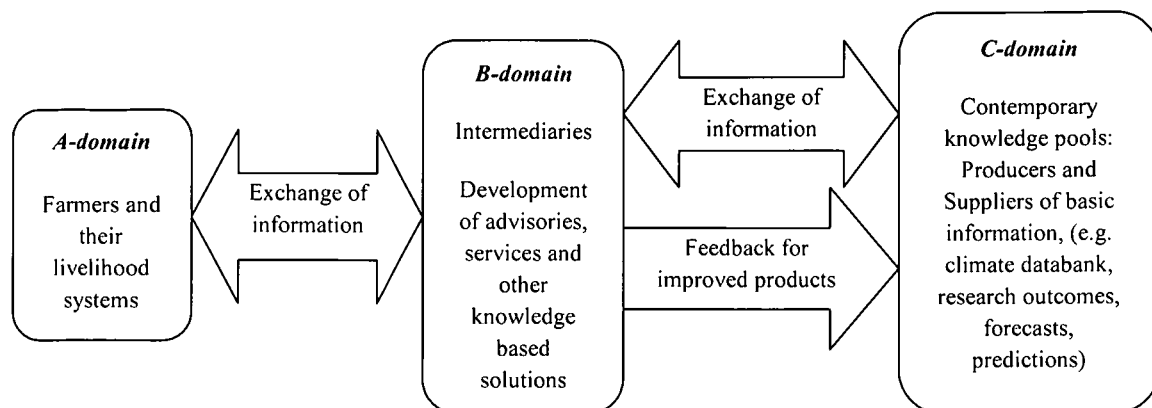 A-domain
Farmers and
their
livelihood
systems
Exchange of
information
B-domain
Intermediaries
Development
of advisories,
services and
other
knowledge
based
solutions
Exchange of
information
Feedback for
improved products
C-domain
Contemporary
knowledge pools:
Producers and
Suppliers of basic
information, (e.g.
climate databank,
research outcomes,
forecasts,
predictions)